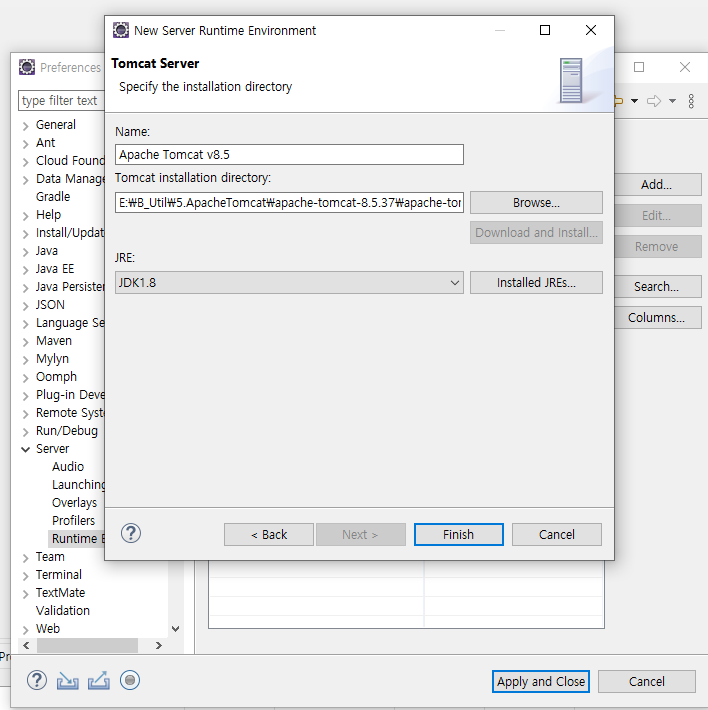 New Server Runtime Environment
Tomcat Server
Specify the installation directory
Name:
Apache Tomcat v8.5
Tomcat installation directory:
E:₩B_Util₩5.ApacheTomcat₩apache-tomcat-8.5.37₩apache-tor
Browse...
Download and Install...
JRE:
JDK1.8
Installed JREs...
< Back
Next >
Finish
Cancel
Preferences
type filter text
General
Ant
Cloud Found
Data Manage
Gradle
Help
Install/Updat
Java
Java EE
Java Persister
JSON
Language Se
Maven
Mylyn
Oomph
Plug-in Deve
Remote Syst
Run/Debug
Server
Audio
Launching
Overlays
Profilers
Runtime E
Team
Terminal
TextMate
Validation
Web
Add...
Edit...
Remove
Search...
Columns...
Pr
Apply and Close
Cancel